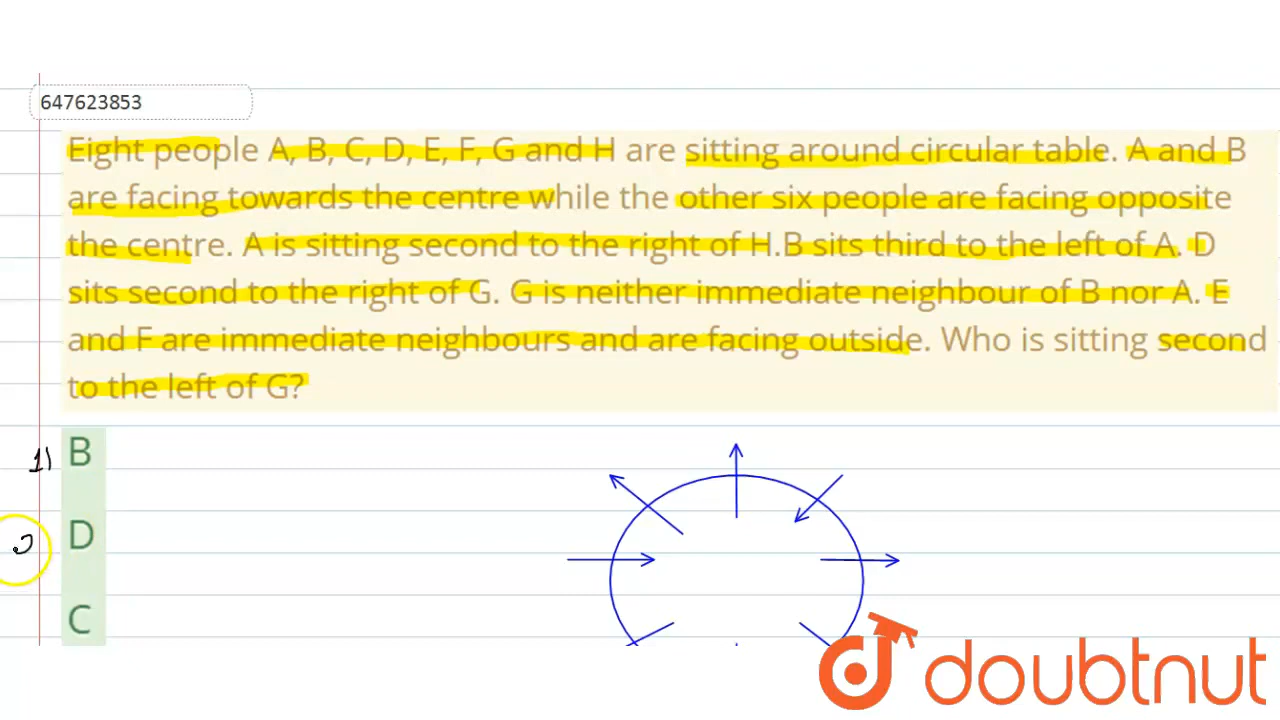 647623853
Eight people A, B, C, D, E, F, G and H are sitting around circular table. A and B
are facing towards the centre while the other six people are facing opposite
the centre. A is sitting second to the right of H.B sits third to the left of A. D
sits second to the right of G. G is neither immediate neighbour of B nor A. E
and F are immediate neighbours and are facing outside. Who is sitting second
to the left of G?
1) B
D
C
doubtnut